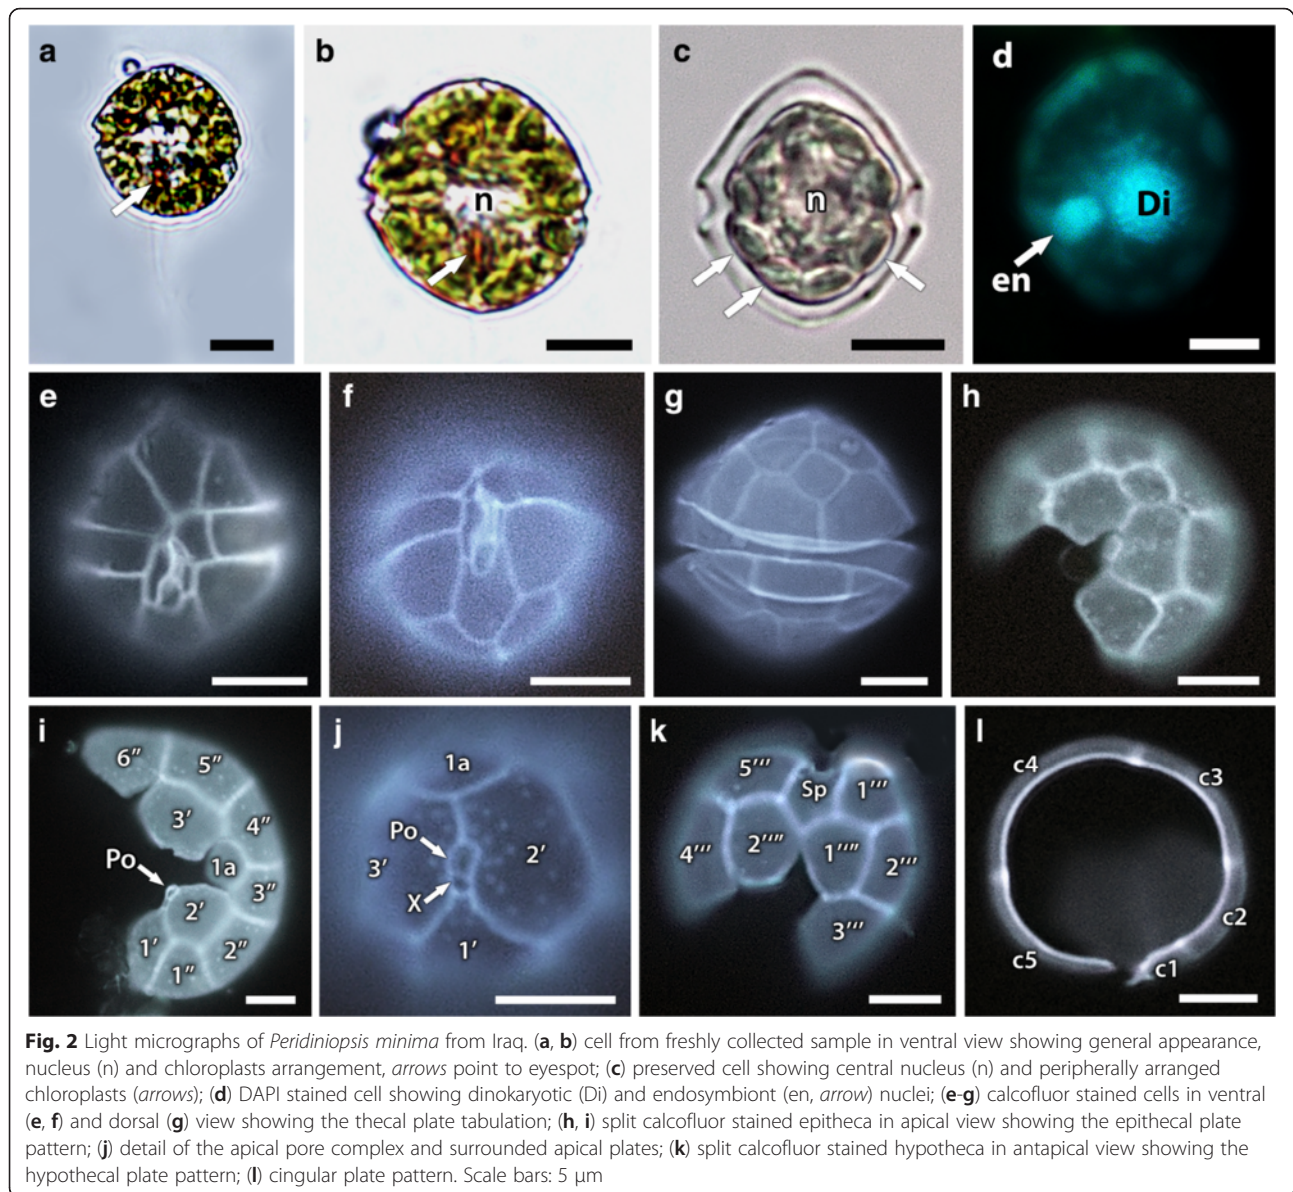 a
b
c
d
n
n
Di
en
e
f
g
h
i
j
k
l
6″
5″
4″
3′
1a
Po
3″
2′
1′
2″
1″
1a
Po
3′
2′
X
1′
5‴
Sp
1‴
4‴
2⁗
1⁗
2‴
3‴
c4
c3
c2
c5
c1
Fig. 2 Light micrographs of Peridiniopsis minima from Iraq. (a, b) cell from freshly collected sample in ventral view showing general appearance,
nucleus (n) and chloroplasts arrangement, arrows point to eyespot; (c) preserved cell showing central nucleus (n) and peripherally arranged
chloroplasts (arrows); (d) DAPI stained cell showing dinokaryotic (Di) and endosymbiont (en, arrow) nuclei; (e-g) calcofluor stained cells in ventral
(e, f) and dorsal (g) view showing the thecal plate tabulation; (h, i) split calcofluor stained epitheca in apical view showing the epithecal plate
pattern; (j) detail of the apical pore complex and surrounded apical plates; (k) split calcofluor stained hypotheca in antapical view showing the
hypothecal plate pattern; (l) cingular plate pattern. Scale bars: 5 μm